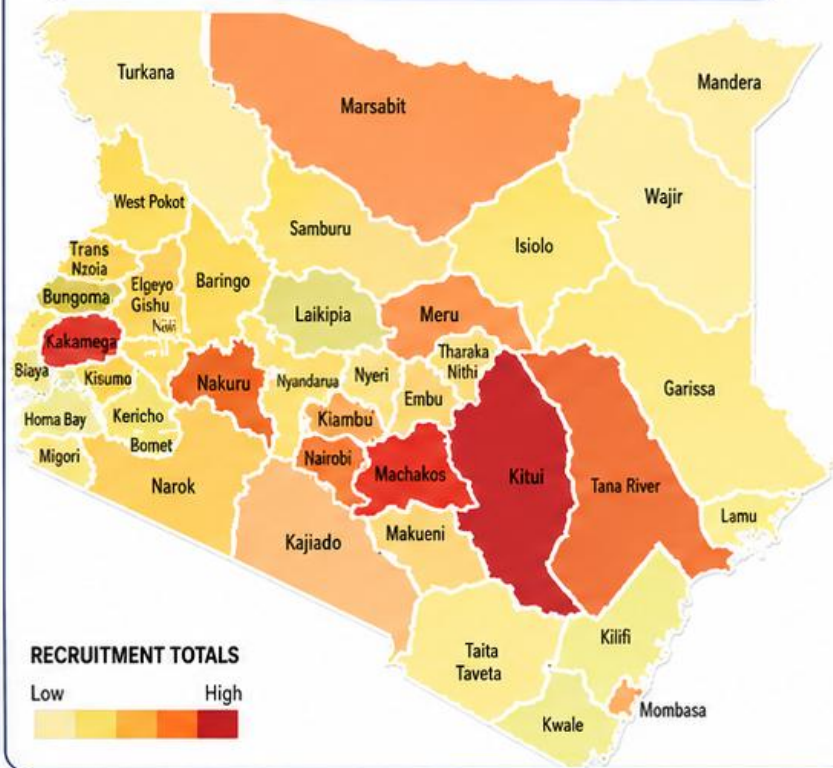 Turkana
Marsabit
Mandera
Wajir
West Pokot
Samburu
Isiolo
Trans
Nzoia
Elgeyo
Gishu
Baringo
Bungoma
Laikipia
Meru
Kakamega
Biaya
Kisumo
Nakuru
Nyandarua
Nyeri
Tharaka
Nithi
Embu
Garissa
Homa Bay
Kericho
Kiambu
Bomet
Migori
Narok
Nairobi
Machakos
Kitui
Tana River
Lamu
Kajiado
Makueni
Kilifi
Taita
Taveta
Mombasa
Kwale
RECRUITMENT TOTALS
Low High